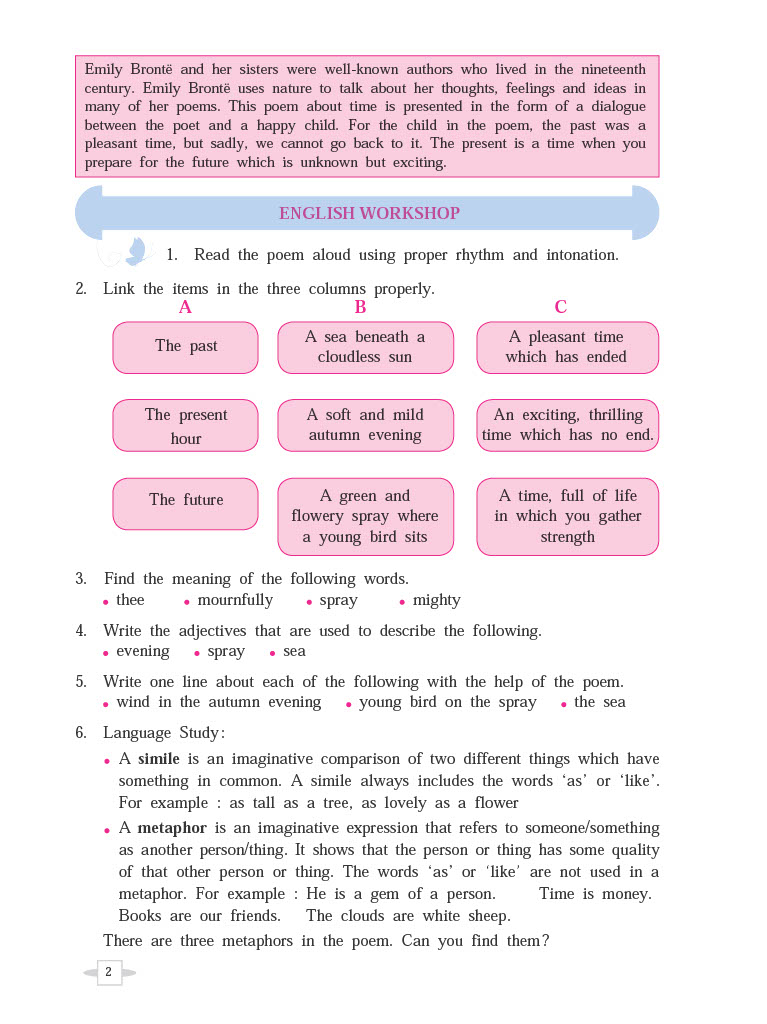 Emily Brontë and her sisters were well-known authors who lived in the nineteenth
century. Emily Brontë uses nature to talk about her thoughts, feelings and ideas in
many of her poems. This poem about time is presented in the form of a dialogue
between the poet and a happy child. For the child in the poem, the past was a
pleasant time, but sadly, we cannot go back to it. The present is a time when you
prepare for the future which is unknown but exciting.
ENGLISH WORKSHOP
1. Read the poem aloud using proper rhythm and intonation.
2. Link the items in the three columns properly.
A B C
The past
A sea beneath a
cloudless sun
A pleasant time
which has ended
The present
hour
A soft and mild
autumn evening
An exciting, thrilling
time which has no end.
The future
A green and
flowery spray where
a young bird sits
A time, full of life
in which you gather
strength
3. Find the meaning of the following words.
• thee • mournfully • spray • mighty
4. Write the adjectives that are used to describe the following.
• evening • spray • sea
5. Write one line about each of the following with the help of the poem.
• wind in the autumn evening • young bird on the spray • the sea
6. Language Study:
• A simile is an imaginative comparison of two different things which have
something in common. A simile always includes the words ‘as’ or ‘like’.
For example : as tall as a tree, as lovely as a flower
• A metaphor is an imaginative expression that refers to someone/something
as another person/thing. It shows that the person or thing has some quality
of that other person or thing. The words ‘as’ or ‘like’ are not used in a
metaphor. For example : He is a gem of a person. Time is money.
Books are our friends. The clouds are white sheep.
There are three metaphors in the poem. Can you find them?
2